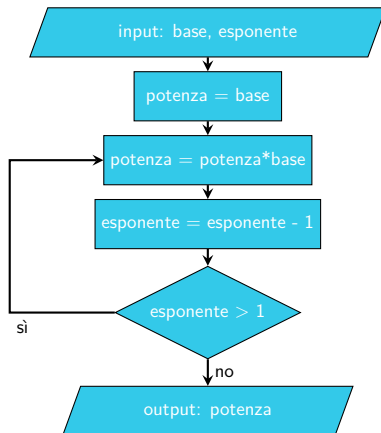 input: base, esponente
potenza = base
potenza = potenza*base
esponente = esponente - 1
esponente > 1
sì
no
output: potenza